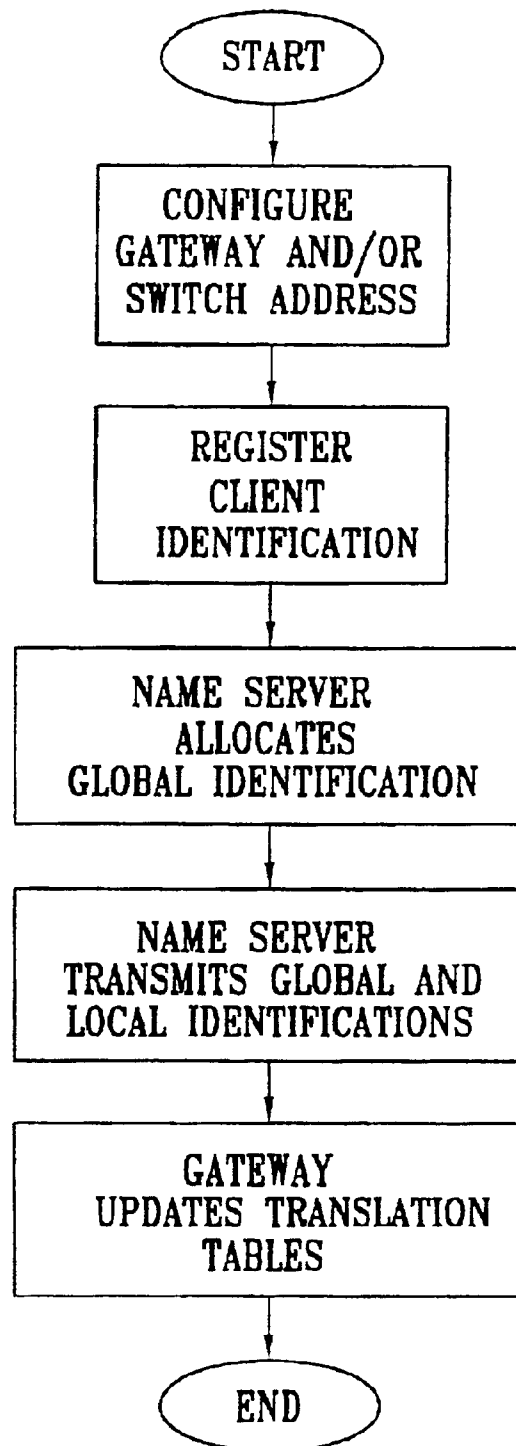 START
CONFIGURE
GATEWAY AND/OR
SWITCH ADDRESS
REGISTER
CLIENT
IDENTIFICATION
NAME SERVER
ALLOCATES
GLOBAL IDENTIFICATION
NAME SERVER
TRANSMITS GLOBAL AND
LOCAL IDENTIFICATIONS
GATEWAY
UPDATES TRANSLATION
TABLES
END